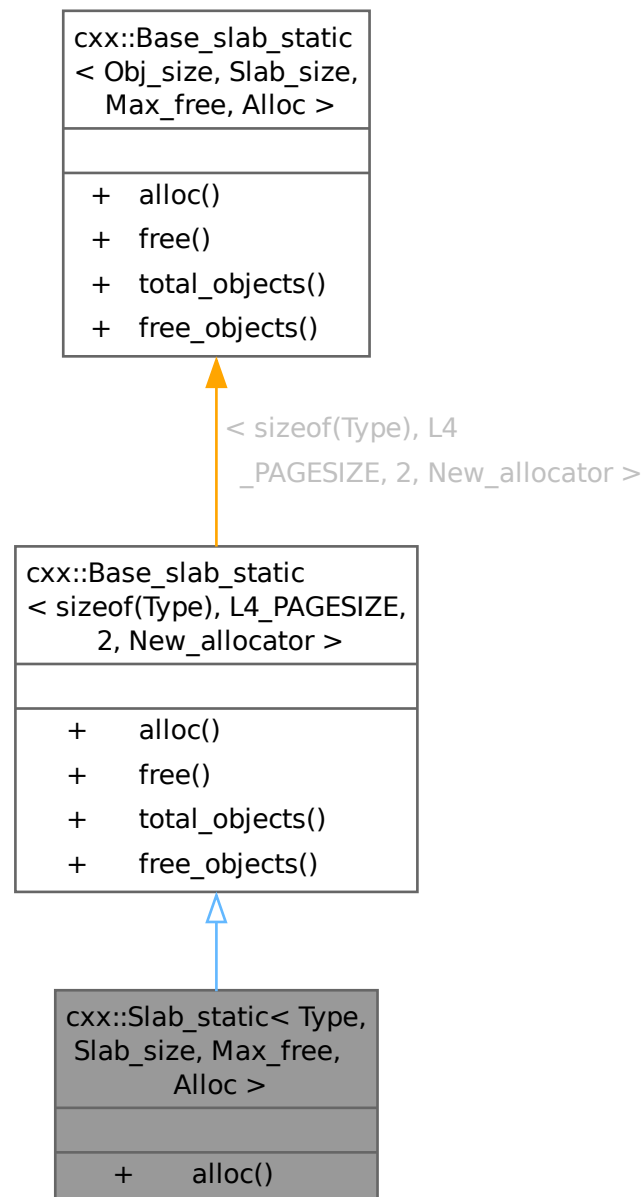 cxx::Base_slab_static
< Obj_size, Slab_size,
Max_free, Alloc >
+ alloc()
+ free()
+ total_objects()
+ free_objects()
< sizeof(Type), L4
_PAGESIZE, 2, New_allocator >
cxx::Base_slab_static
< sizeof(Type), L4_PAGESIZE,
2, New_allocator >
+ alloc()
+ free()
+ total_objects()
+ free_objects()
cxx::Slab_static< Type,
Slab_size, Max_free,
Alloc >
+ alloc()